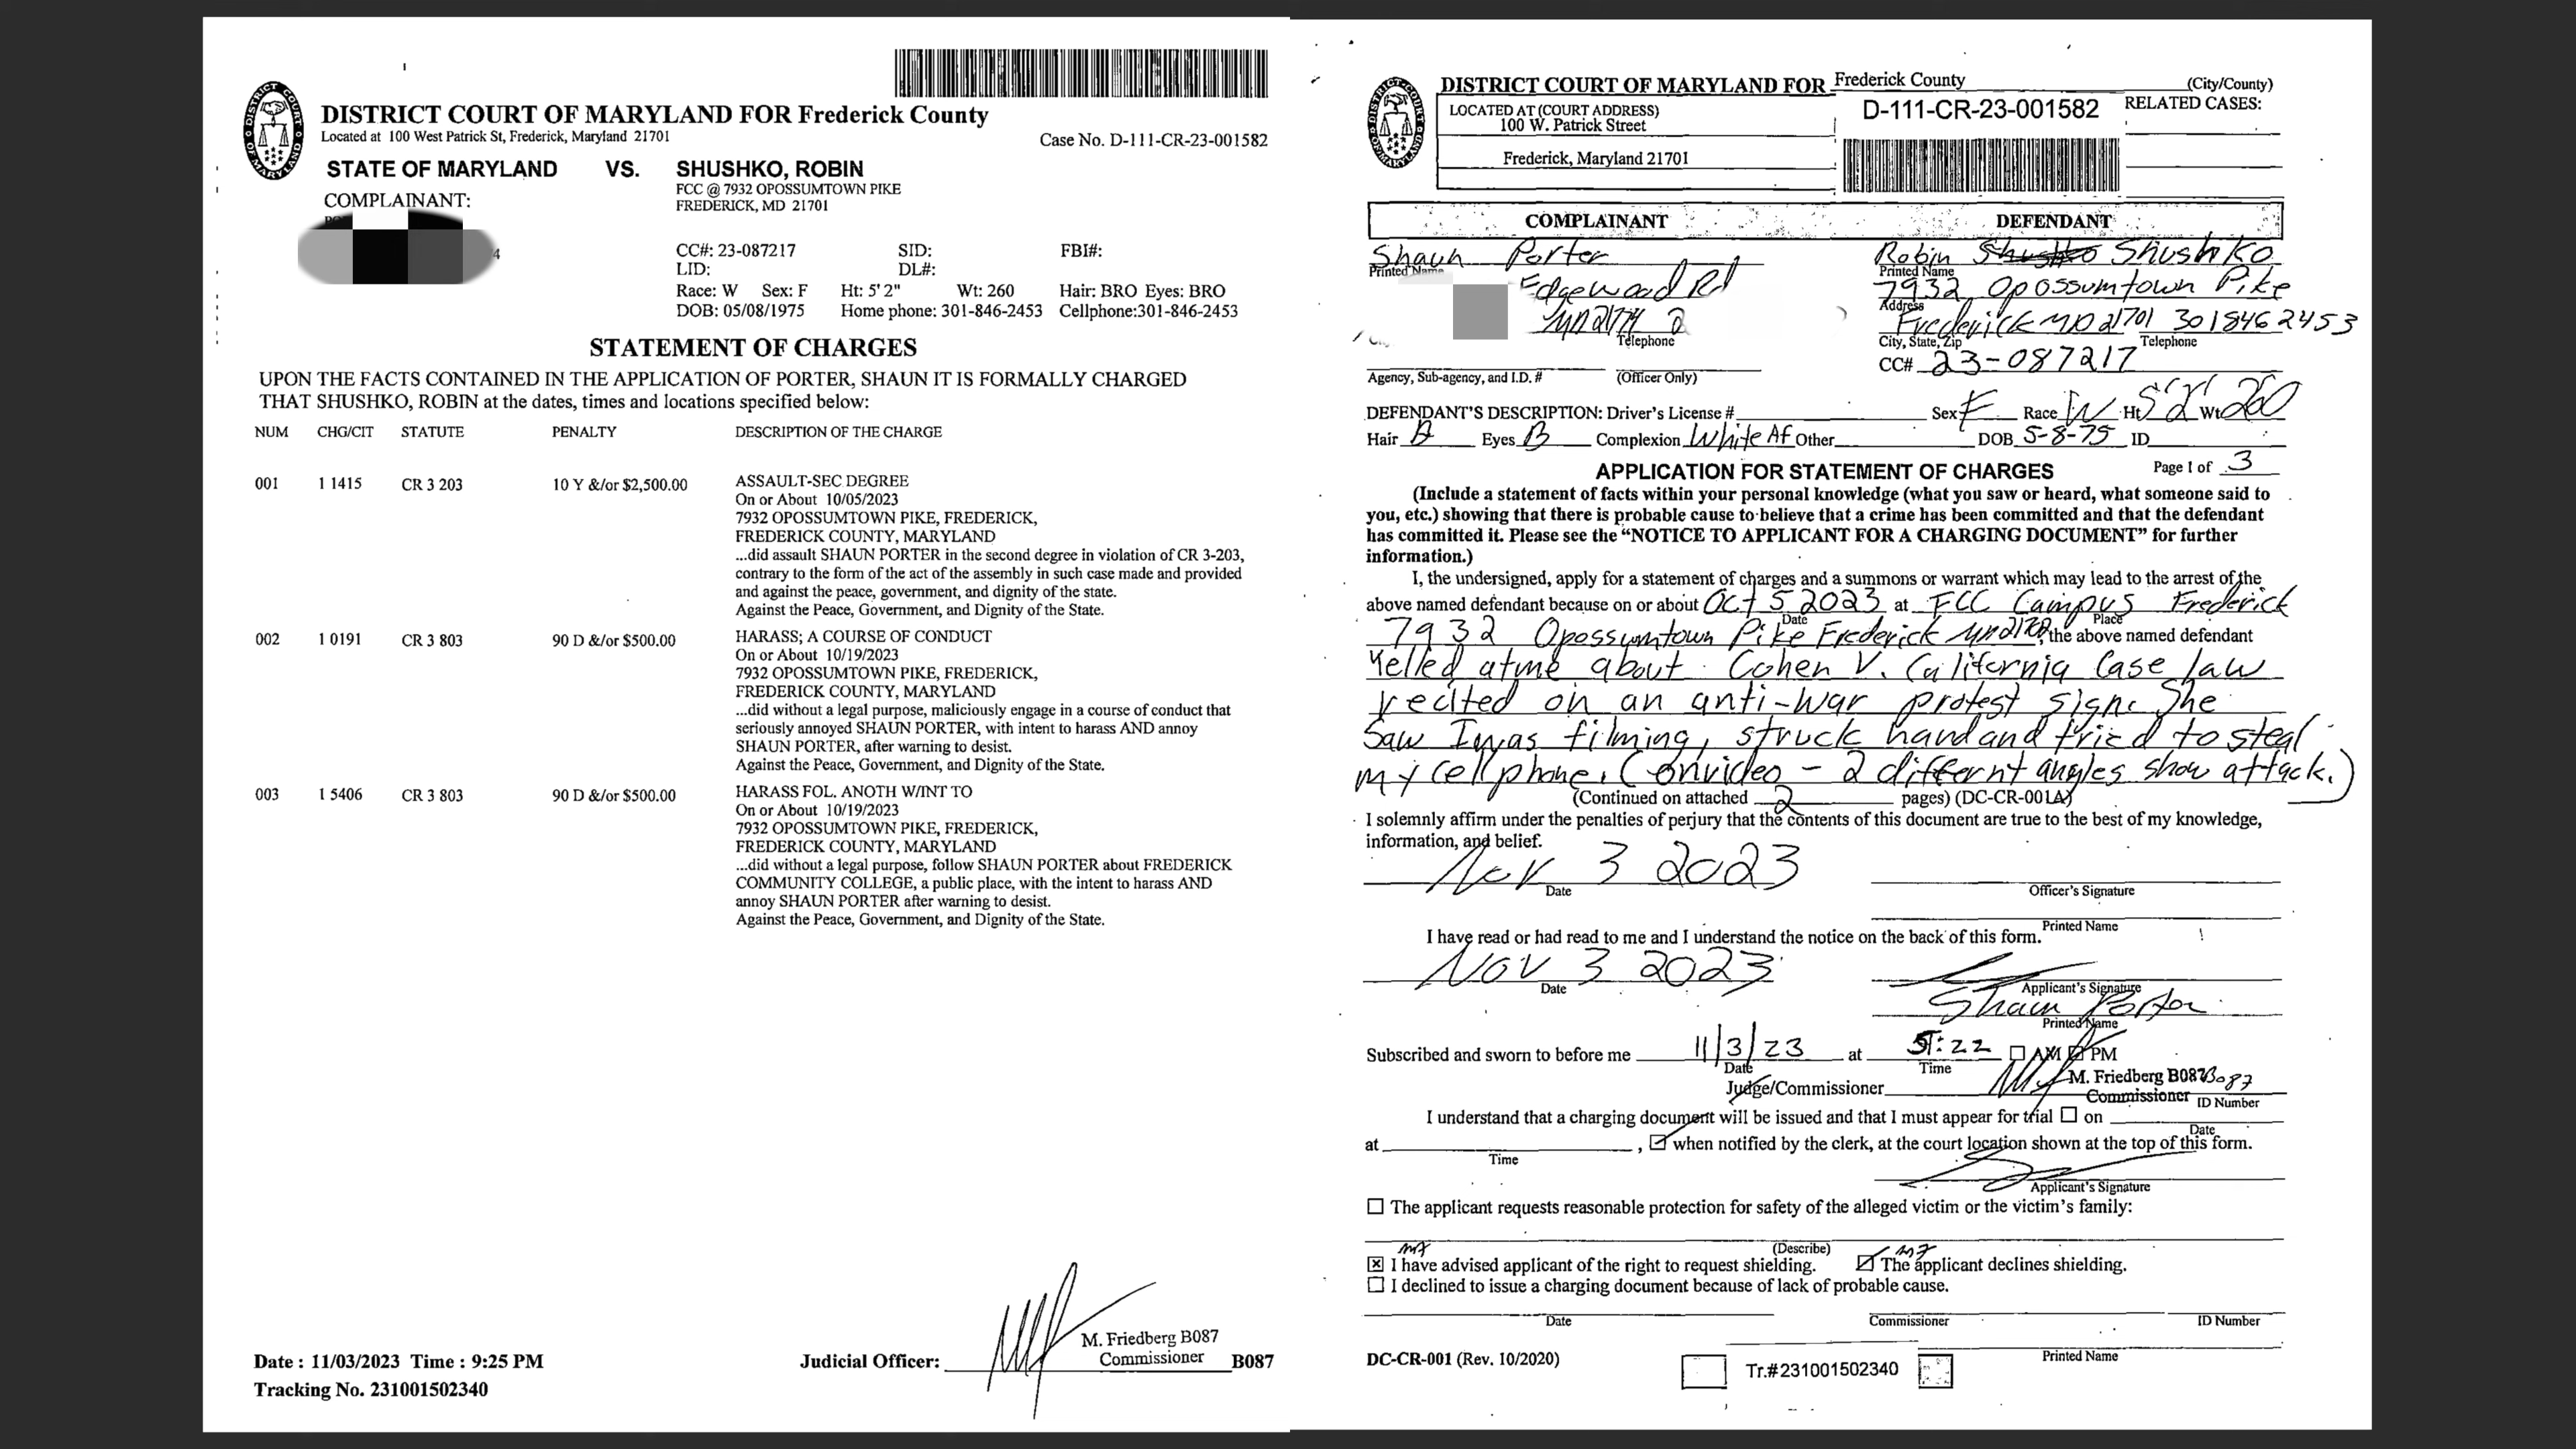 DISTRICT COURT OF MARYLAND FOR Frederick County
Located at 100 West Patrick St, Frederick, Maryland 21701
Case No. D-111-CR-23-001582
STATE OF MARYLAND VS. SHUSHKO, ROBIN
FCC @ 7932 OPOSSUMTOWN PIKE
FREDERICK, MD 21701
COMPLAINANT:
4
CC#: 23-087217 SID: FBI#:
LID: DL#:
Race: W Sex: F Ht: 5' 2" Wt: 260 Hair: BRO Eyes: BRO
DOB: 05/08/1975 Home phone: 301-846-2453 Cellphone:301-846-2453
STATEMENT OF CHARGES
UPON THE FACTS CONTAINED IN THE APPLICATION OF PORTER, SHAUN IT IS FORMALLY CHARGED
THAT SHUSHKO, ROBIN at the dates, times and locations specified below:
NUM CHG/CIT STATUTE PENALTY DESCRIPTION OF THE CHARGE
001 1 1415 CR 3 203 10 Y &/or $2,500.00 ASSAULT-SEC DEGREE
On or About 10/05/2023
7932 OPOSSUMTOWN PIKE, FREDERICK,
FREDERICK COUNTY, MARYLAND
...did assault SHAUN PORTER in the second degree in violation of CR 3-203,
contrary to the form of the act of the assembly in such case made and provided
and against the peace, government, and dignity of the state.
Against the Peace, Government, and Dignity of the State.
002 1 0191 CR 3 803 90 D &/or $500.00 HARASS; A COURSE OF CONDUCT
On or About 10/19/2023
7932 OPOSSUMTOWN PIKE, FREDERICK,
FREDERICK COUNTY, MARYLAND
...did without a legal purpose, maliciously engage in a course of conduct that
seriously annoyed SHAUN PORTER, with intent to harass AND annoy
SHAUN PORTER, after warning to desist.
Against the Peace, Government, and Dignity of the State.
003 1 5406 CR 3 803 90 D &/or $500.00 HARASS FOL. ANOTH W/INT TO
On or About 10/19/2023
7932 OPOSSUMTOWN PIKE, FREDERICK,
FREDERICK COUNTY, MARYLAND
...did without a legal purpose, follow SHAUN PORTER about FREDERICK
COMMUNITY COLLEGE, a public place, with the intent to harass AND
annoy SHAUN PORTER after warning to desist.
Against the Peace, Government, and Dignity of the State.
M. Friedberg B087
Date : 11/03/2023 Time : 9:25 PM Judicial Officer: Commissioner B087
Tracking No. 231001502340
DISTRICT COURT OF MARYLAND FOR Frederick County (City/County)
LOCATED AT (COURT ADDRESS) D-111-CR-23-001582 RELATED CASES:
100 W. Patrick Street
Frederick, Maryland 21701
COMPLAINANT DEFENDANT
Shaun Porter Robin Shushko
Printed Name Printed Name
Edgewood Rd 7932 Opossumtown Pike
Address
Frederick MD 21701 3018462453
Telephone City, State, Zip Telephone
CC# 23-087217
Agency, Sub-agency, and I.D. # (Officer Only)
DEFENDANT'S DESCRIPTION: Driver's License # Sex F Race W Ht 5'2" Wt 260
Hair B Eyes B Complexion White Af Other DOB 5-8-75 ID
APPLICATION FOR STATEMENT OF CHARGES Page 1 of 3
(Include a statement of facts within your personal knowledge (what you saw or heard, what someone said to
you, etc.) showing that there is probable cause to believe that a crime has been committed and that the defendant
has committed it. Please see the “NOTICE TO APPLICANT FOR A CHARGING DOCUMENT” for further
information.)
I, the undersigned, apply for a statement of charges and a summons or warrant which may lead to the arrest of the
above named defendant because on or about Oct 5 2023 at FCC Campus Frederick
Date Place
7932 Opossumtown Pike Frederick MD 21702, the above named defendant
Yelled at me about Cohen V. California Case law
recited on an anti-war protest sign. She
saw I was filming, struck hand and tried to steal
my cell phone. (on video - 2 differnt angles show attack.)
(Continued on attached 2 pages) (DC-CR-001A)
I solemnly affirm under the penalties of perjury that the contents of this document are true to the best of my knowledge,
information, and belief.
Nov 3 2023
Date Officer's Signature
Printed Name
I have read or had read to me and I understand the notice on the back of this form.
Nov 3 2023
Date Applicant's Signature
Shaun Porter
Printed Name
Subscribed and sworn to before me 11/3/23 at :22 AM PM
Date Time
M. Friedberg B087 B087
Judge/Commissioner Commissioner ID Number
I understand that a charging document will be issued and that I must appear for trial on
Date
at , when notified by the clerk, at the court location shown at the top of this form.
Time
Applicant's Signature
The applicant requests reasonable protection for safety of the alleged victim or the victim's family:
(Describe)
I have advised applicant of the right to request shielding. The applicant declines shielding.
I declined to issue a charging document because of lack of probable cause.
Date Commissioner ID Number
Printed Name
DC-CR-001 (Rev. 10/2020) Tr.#231001502340